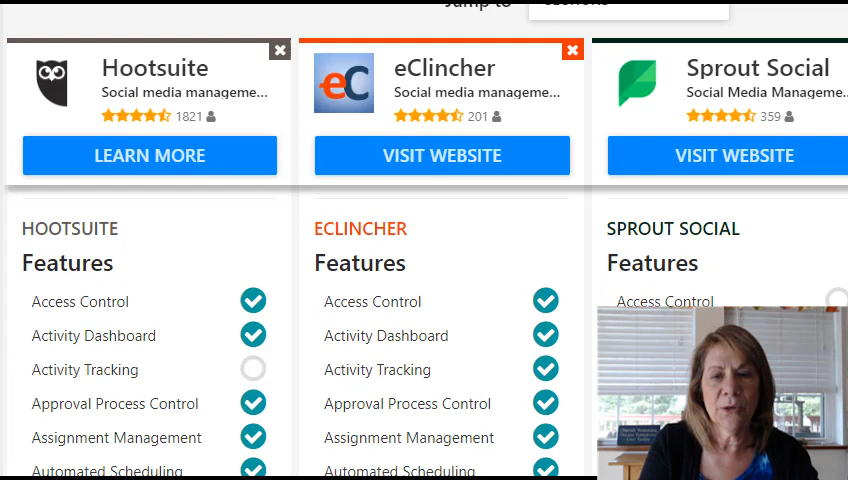 Jump to
Hootsuite
Social media manageme...
1821
LEARN MORE
eClincher
Social media manageme...
201
VISIT WEBSITE
Sprout Social
Social Media Manageme..
359
VISIT WEBSITE
HOOTSUITE
Features
Access Control
Activity Dashboard
Activity Tracking
Approval Process Control
Assignment Management
Automated Scheduling
ECLINCHER
Features
Access Control
Activity Dashboard
Activity Tracking
Approval Process Control
Assignment Management
Automated Scheduling
SPROUT SOCIAL
Features
Access Control